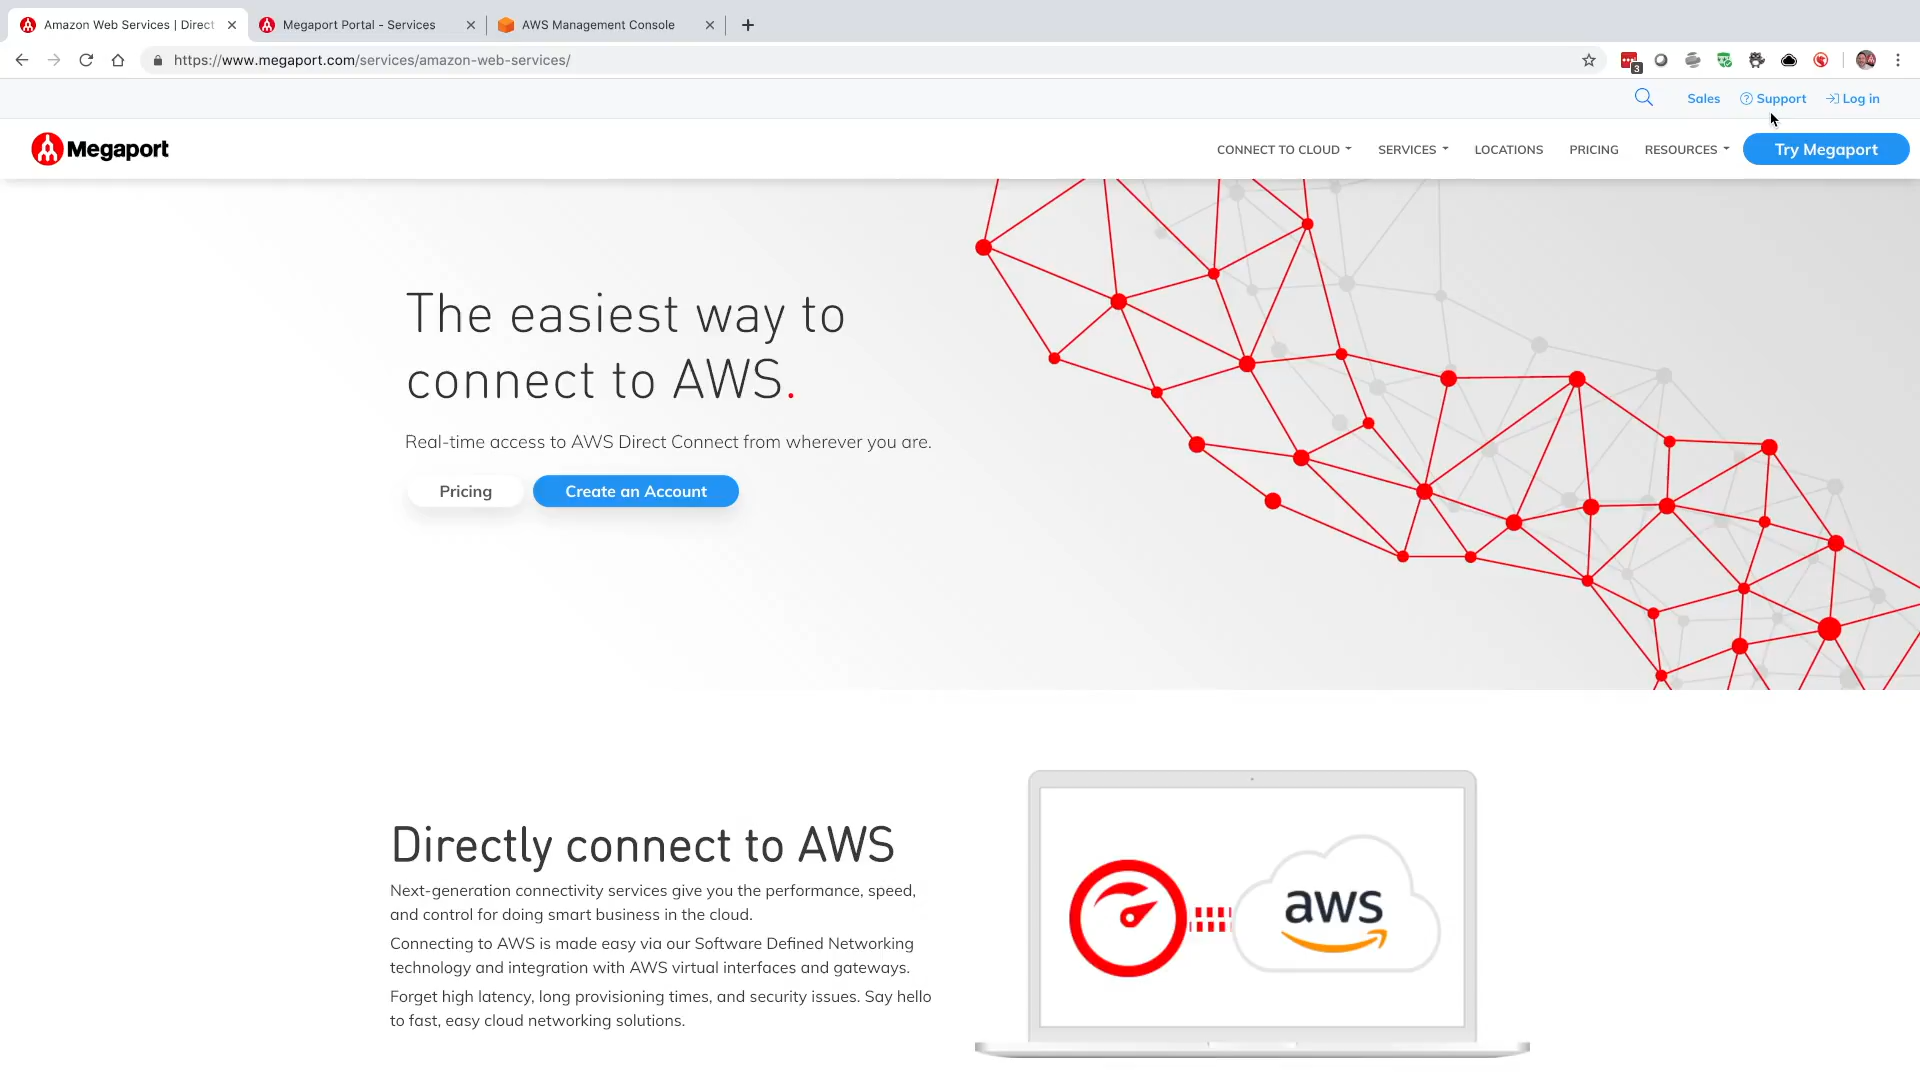 Amazon Web Services | Direct
Megaport Portal - Services
AWS Management Console
https://www.megaport.com/services/amazon-web-services/
3
Sales
Support
Log in
Megaport
CONNECT TO CLOUD
SERVICES
LOCATIONS
PRICING
RESOURCES
Try Megaport
The easiest way to
connect to AWS.
Real-time access to AWS Direct Connect from wherever you are.
Pricing
Create an Account
Directly connect to AWS
Next-generation connectivity services give you the performance, speed,
and control for doing smart business in the cloud.
Connecting to AWS is made easy via our Software Defined Networking
technology and integration with AWS virtual interfaces and gateways.
Forget high latency, long provisioning times, and security issues. Say hello
to fast, easy cloud networking solutions.
aws